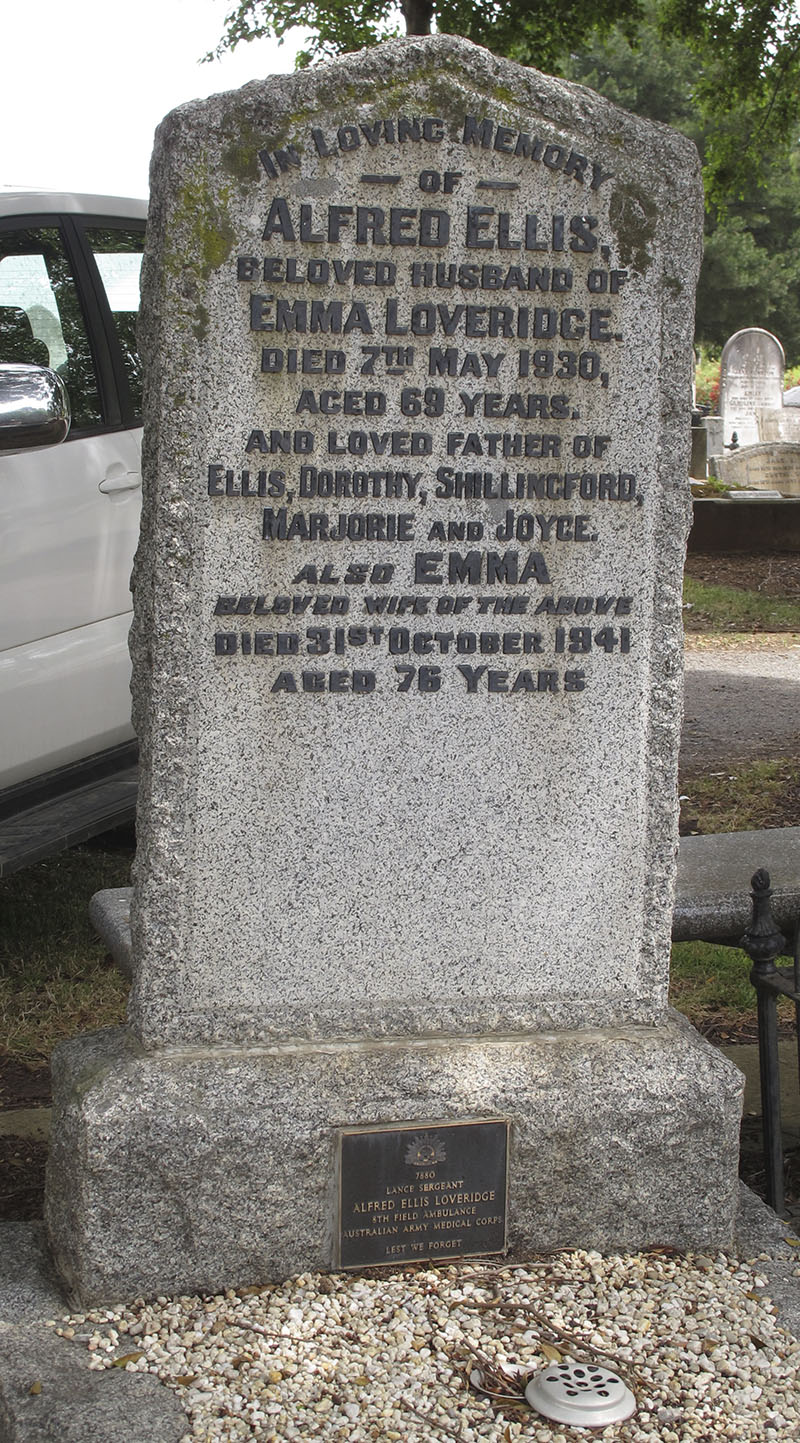 IN LOVING MEMORY
— OF —
ALFRED ELLIS,
BELOVED HUSBAND OF
EMMA LOVERIDGE.
DIED 7TH MAY 1930,
AGED 69 YEARS.
AND LOVED FATHER OF
ELLIS, DOROTHY, SHILLINGFORD,
MARJORIE AND JOYCE.
ALSO EMMA
BELOVED WIFE OF THE ABOVE
DIED 31ST OCTOBER 1941
AGED 76 YEARS
7880
LANCE SERGEANT
ALFRED ELLIS LOVERIDGE
8TH FIELD AMBULANCE
AUSTRALIAN ARMY MEDICAL CORPS
LEST WE FORGET